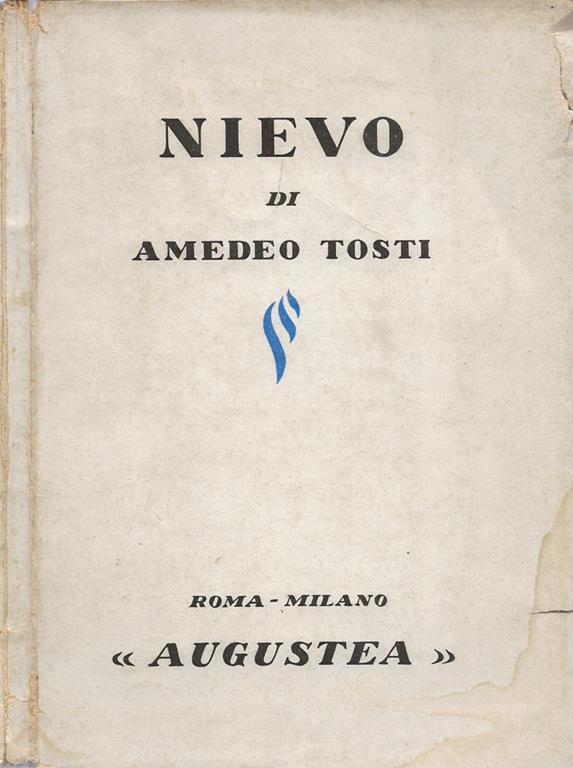 NIEVO
DI
AMEDEO TOSTI
ROMA - MILANO
« AUGUSTEA »